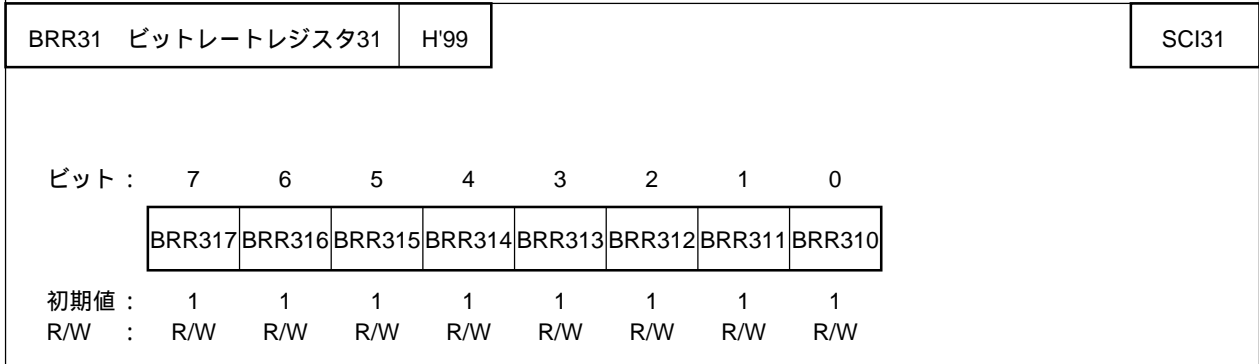 BRR31 ビットレートレジスタ31 H'99 SCI31
ビット： 7 6 5 4 3 2 1 0
BRR317 BRR316 BRR315 BRR314 BRR313 BRR312 BRR311 BRR310
初期値： 1 1 1 1 1 1 1 1
R/W ： R/W R/W R/W R/W R/W R/W R/W R/W